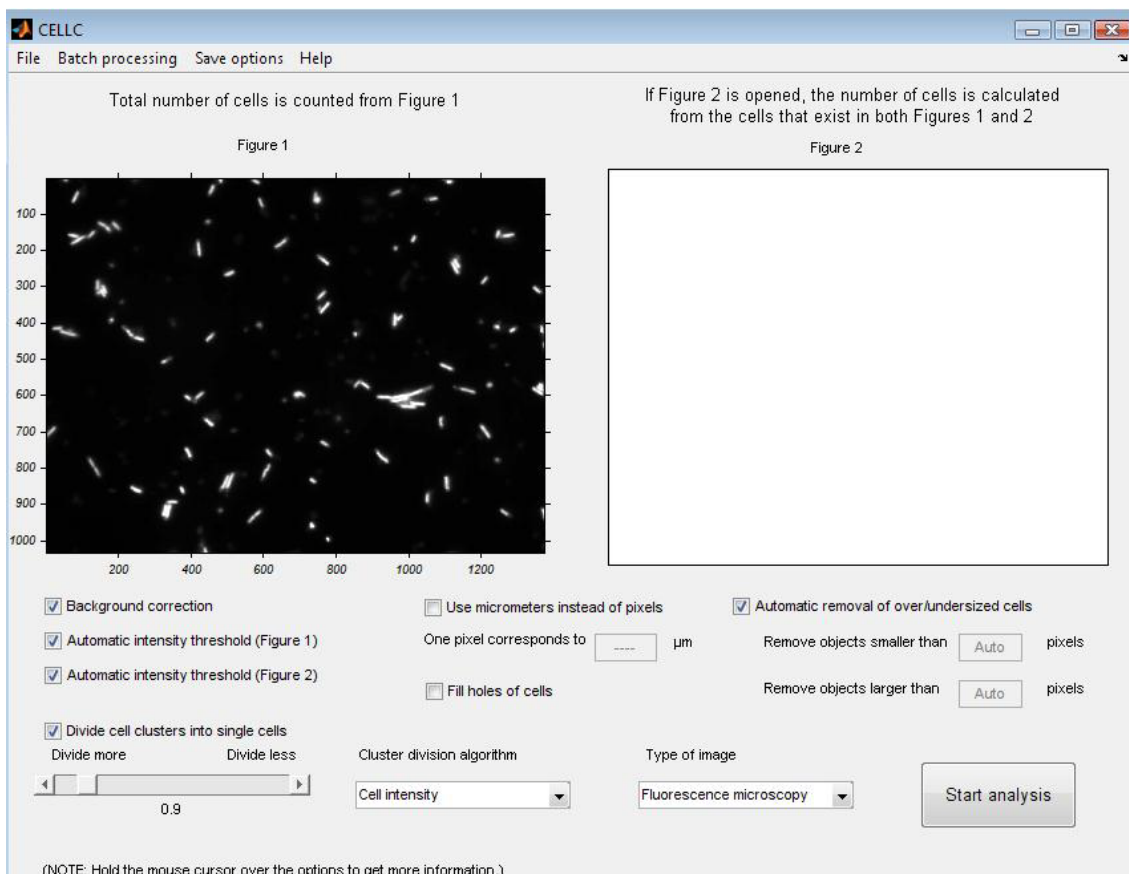 CELLC
File Batch processing Save options Help
Total number of cells is counted from Figure 1
If Figure 2 is opened, the number of cells is calculated
from the cells that exist in both Figures 1 and 2
Figure 1
Figure 2
100
200
300
400
500
600
700
800
900
1000
200 400 600 800 1000 1200
Background correction
Use micrometers instead of pixels
Automatic removal of over/undersized cells
Automatic intensity threshold (Figure 1)
One pixel corresponds to ---- µm
Remove objects smaller than Auto pixels
Automatic intensity threshold (Figure 2)
Fill holes of cells
Remove objects larger than Auto pixels
Divide cell clusters into single cells
Divide more Divide less
Cluster division algorithm
Type of image
Cell intensity
Fluorescence microscopy
Start analysis
0.9
(NOTE: Hold the mouse cursor over the options to get more information.)